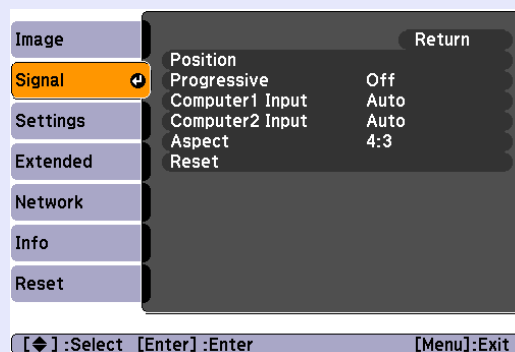 Image
Signal
Settings
Extended
Network
Info
Reset
Return
Position
Progressive Off
Computer1 Input Auto
Computer2 Input Auto
Aspect 4:3
Reset
[◆] :Select [Enter] :Enter [Menu]:Exit